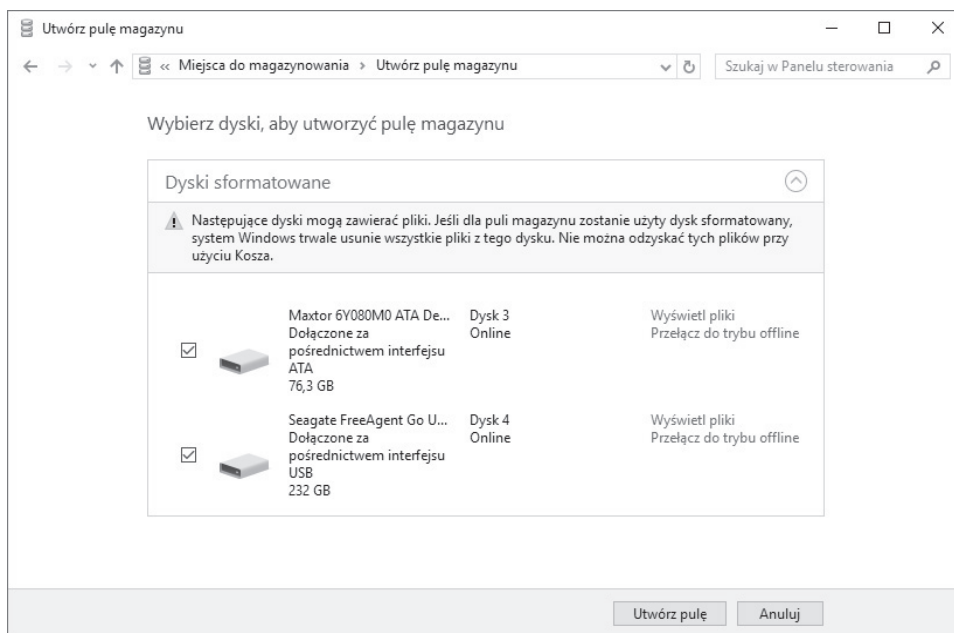 Utwórz pulę magazynu
« Miejsca do magazynowania › Utwórz pulę magazynu
Szukaj w Panelu sterowania
Wybierz dyski, aby utworzyć pulę magazynu
Dyski sformatowane
Następujące dyski mogą zawierać pliki. Jeśli dla puli magazynu zostanie użyty dysk sformatowany,
system Windows trwale usunie wszystkie pliki z tego dysku. Nie można odzyskać tych plików przy
użyciu Kosza.
Maxtor 6Y080M0 ATA De... Dysk 3 Wyświetl pliki
Dołączone za Online Przełącz do trybu offline
pośrednictwem interfejsu
ATA
76,3 GB
Seagate FreeAgent Go U... Dysk 4 Wyświetl pliki
Dołączone za Online Przełącz do trybu offline
pośrednictwem interfejsu
USB
232 GB
Utwórz pulę Anuluj